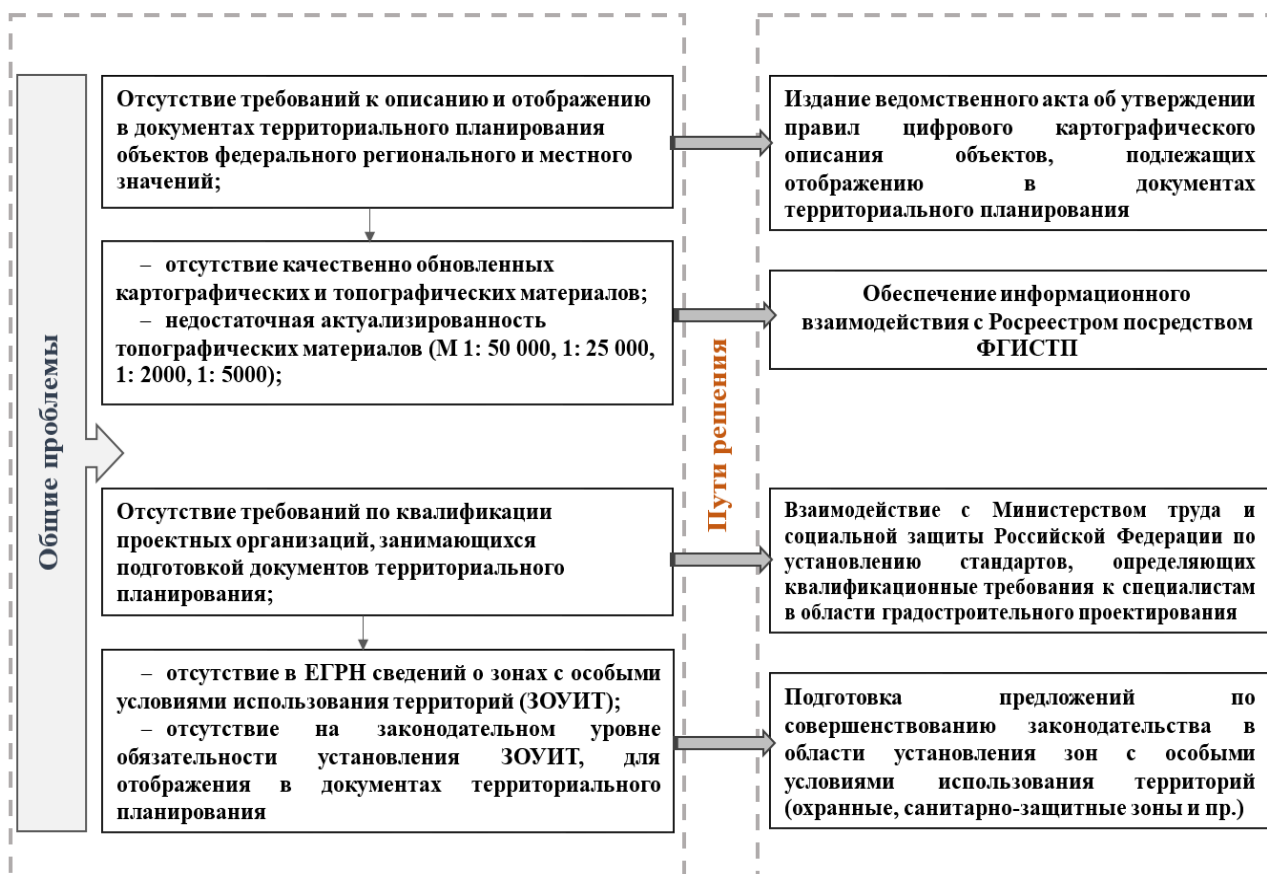 Общие проблемы
Отсутствие требований к описанию и отображению
в документах территориального планирования
объектов федерального регионального и местного
значений;
– отсутствие качественно обновленных
картографических и топографических материалов;
– недостаточная актуализированность
топографических материалов (М 1: 50 000, 1: 25 000,
1: 2000, 1: 5000);
Отсутствие требований по квалификации
проектных организаций, занимающихся
подготовкой документов территориального
планирования;
– отсутствие в ЕГРН сведений о зонах с особыми
условиями использования территорий (ЗОУИТ);
– отсутствие на законодательном уровне
обязательности установления ЗОУИТ, для
отображения в документах территориального
планирования
Пути решения
Издание ведомственного акта об утверждении
правил цифрового картографического
описания объектов, подлежащих
отображению в документах
территориального планирования
Обеспечение информационного
взаимодействия с Росреестром посредством
ФГИСТП
Взаимодействие с Министерством труда и
социальной защиты Российской Федерации по
установлению стандартов, определяющих
квалификационные требования к специалистам
в области градостроительного проектирования
Подготовка предложений по
совершенствованию законодательства в
области установления зон с особыми
условиями использования территорий
(охранные, санитарно-защитные зоны и пр.)